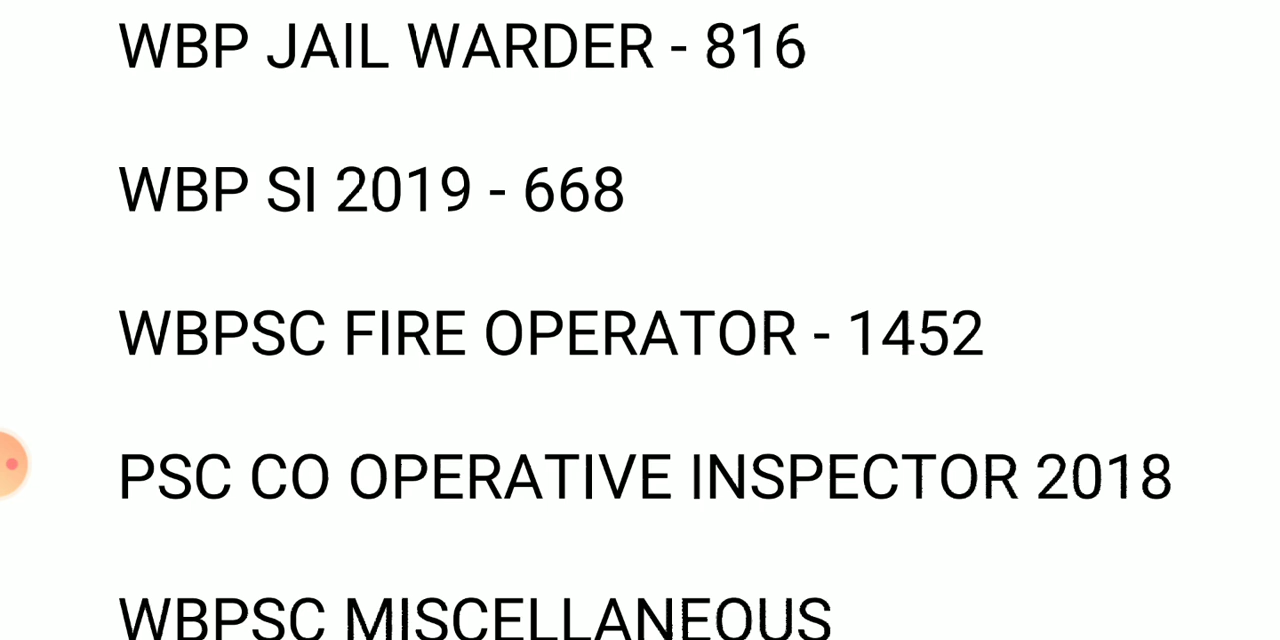 WBP JAIL WARDER - 816
WBP SI 2019 - 668
WBPSC FIRE OPERATOR - 1452
PSC CO OPERATIVE INSPECTOR 2018
WBPSC MISCELLANEOUS